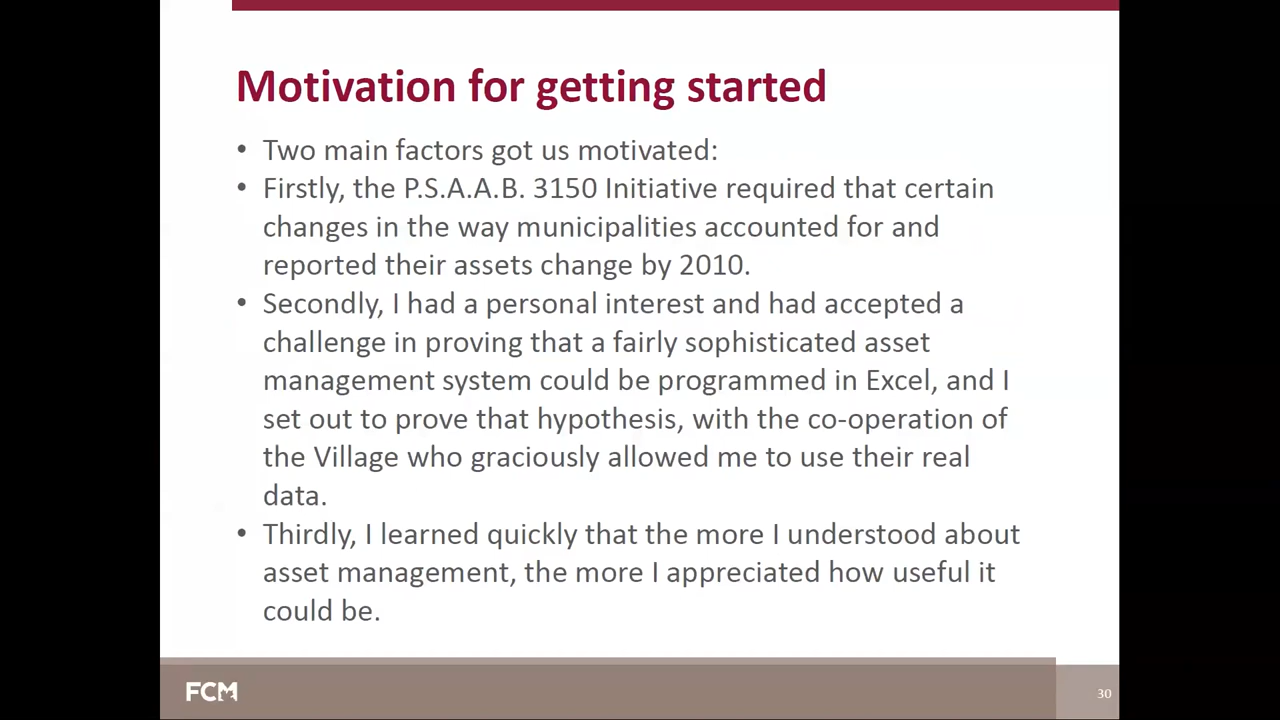 Motivation for getting started
• Two main factors got us motivated:
• Firstly, the P.S.A.A.B. 3150 Initiative required that certain
changes in the way municipalities accounted for and
reported their assets change by 2010.
• Secondly, I had a personal interest and had accepted a
challenge in proving that a fairly sophisticated asset
management system could be programmed in Excel, and I
set out to prove that hypothesis, with the co-operation of
the Village who graciously allowed me to use their real
data.
• Thirdly, I learned quickly that the more I understood about
asset management, the more I appreciated how useful it
could be.
FCM
30